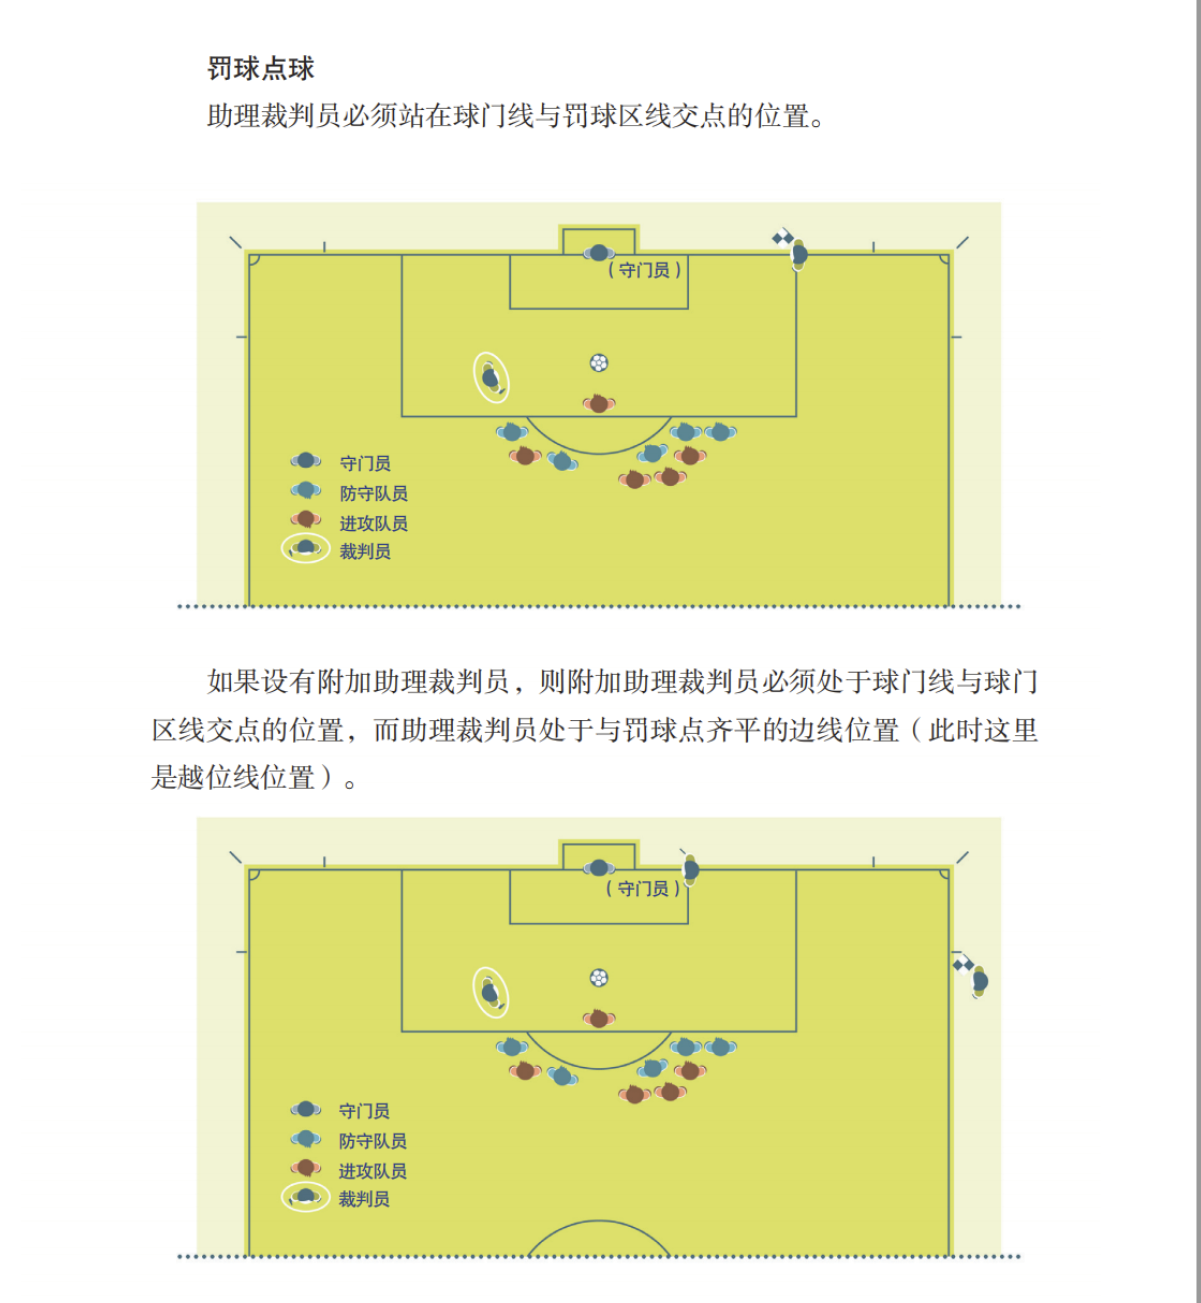 罚球点球
助理裁判员必须站在球门线与罚球区线交点的位置。
（守门员）
守门员
防守队员
进攻队员
裁判员
如果设有附加助理裁判员，则附加助理裁判员必须处于球门线与球门
区线交点的位置，而助理裁判员处于与罚球点齐平的边线位置（此时这里
是越位线位置）。
（守门员）
守门员
防守队员
进攻队员
裁判员